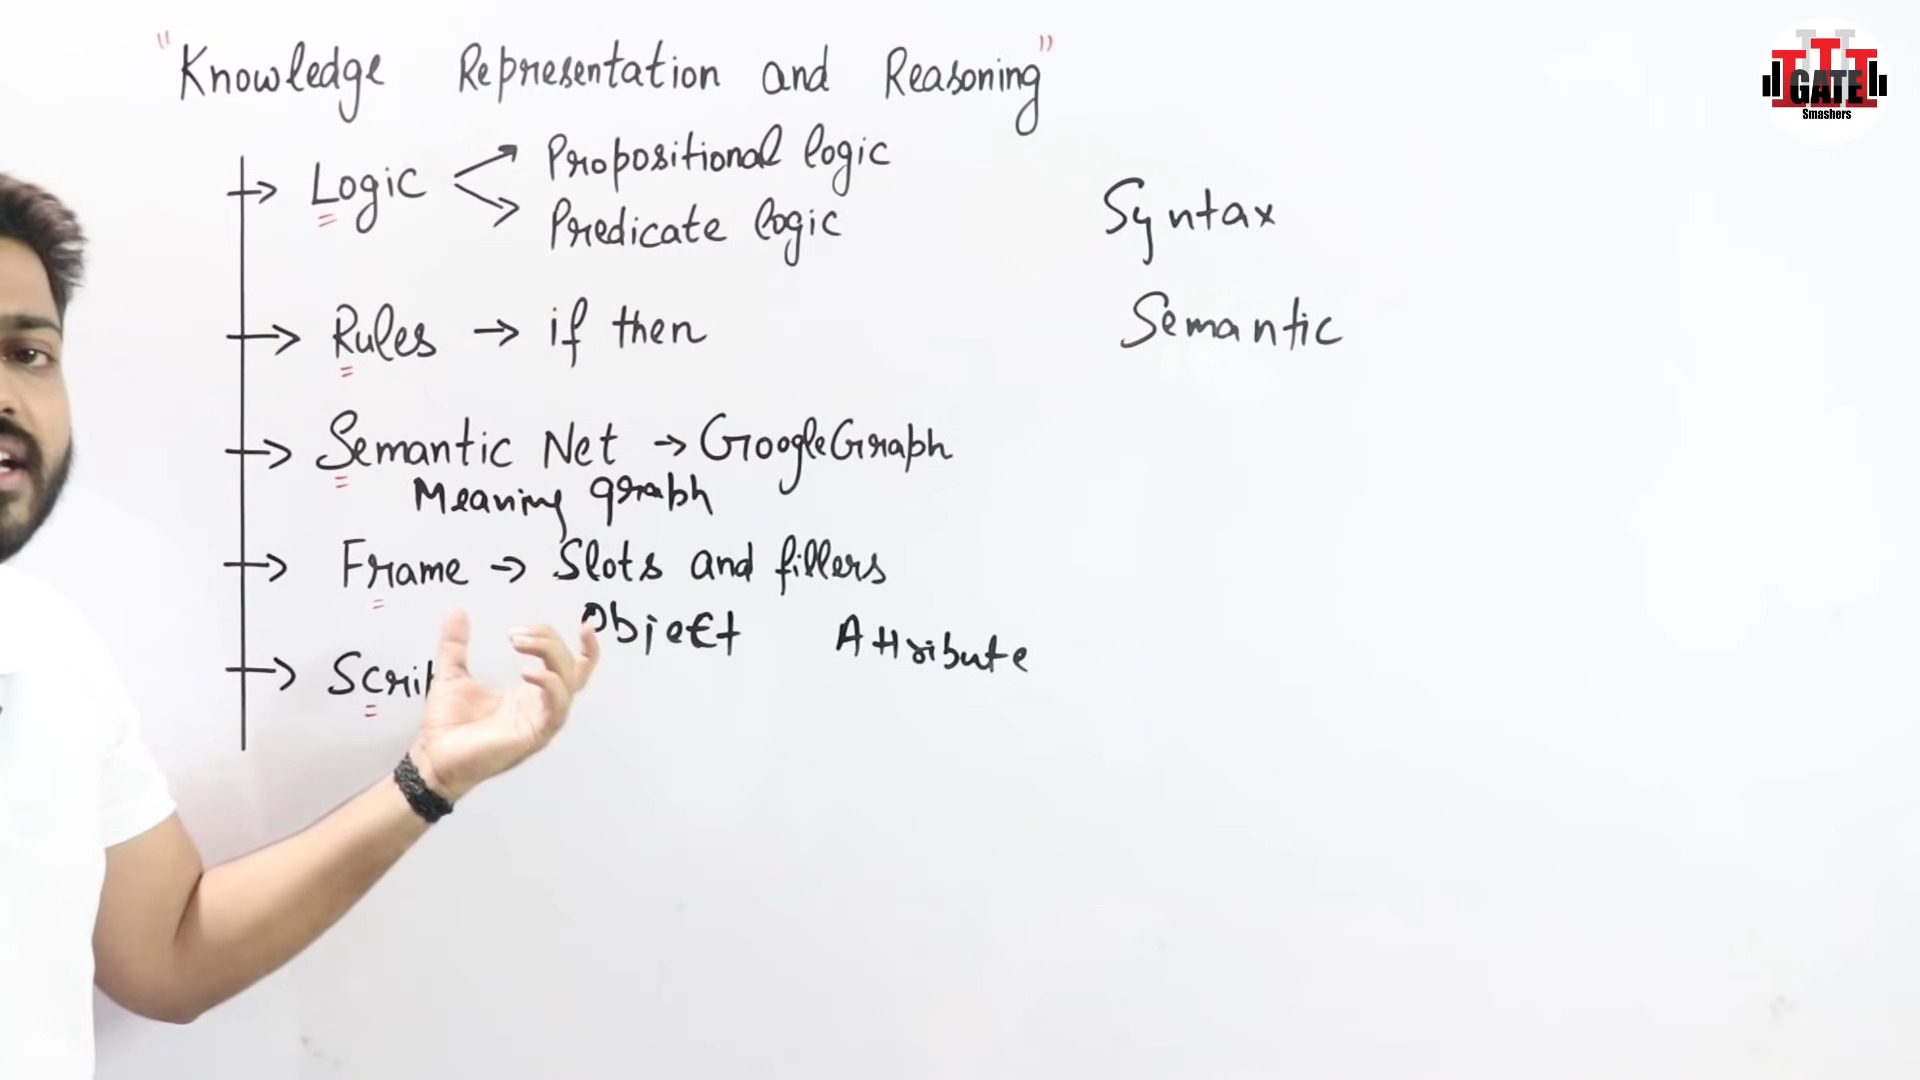 "Knowledge Representation and Reasoning"
→ Logic
Propositional logic
Predicate logic
→ Rules → if then
→ Semantic Net → GoogleGraph
Meaning graph
→ Frame → Slots and fillers
Object Attribute
→ Scri
Syntax
Semantic
GATE
Smashers